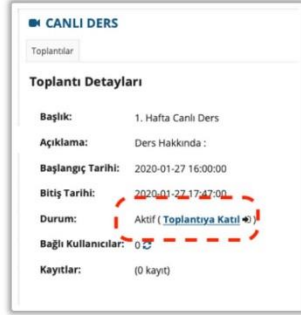 CANLI DERS
Toplantılar
Toplantı Detayları
Başlık: 1. Hafta Canlı Ders
Açıklama: Ders Hakkında :
Başlangıç Tarihi: 2020-01-27 16:00:00
Bitiş Tarihi: 2020-01-27 17:47:00
Durum: Aktif ( Toplantıya Katıl )
Bağlı Kullanıcılar: 0
Kayıtlar: (0 kayıt)